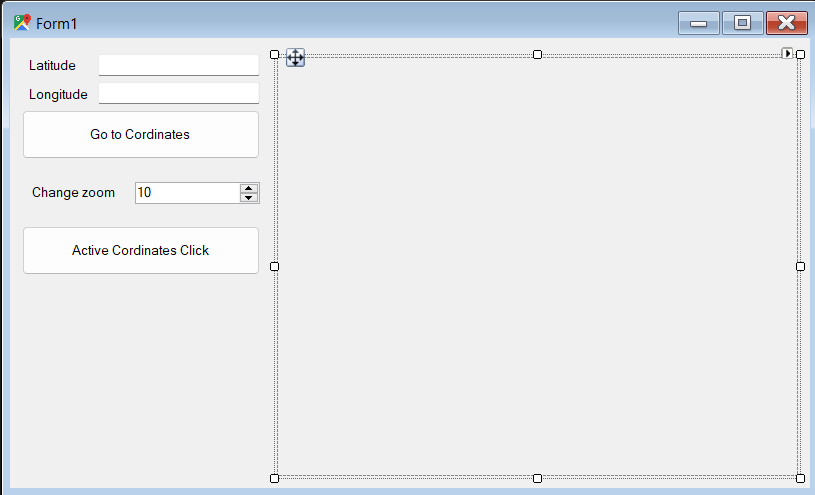 Form1
Latitude
Longitude
Go to Cordinates
Change zoom 10
Active Cordinates Click